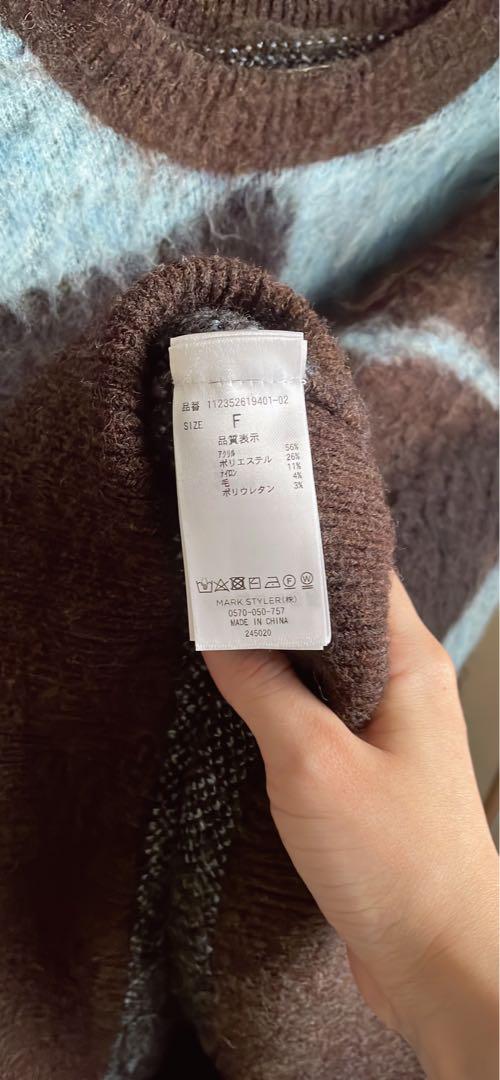 品番 112352619401-02
SIZE F
品質表示
アクリル 56%
ポリエステル 26%
ナイロン 11%
毛 4%
ポリウレタン 3%
MARK STYLER(株)
0570-050-757
MADE IN CHINA
245020